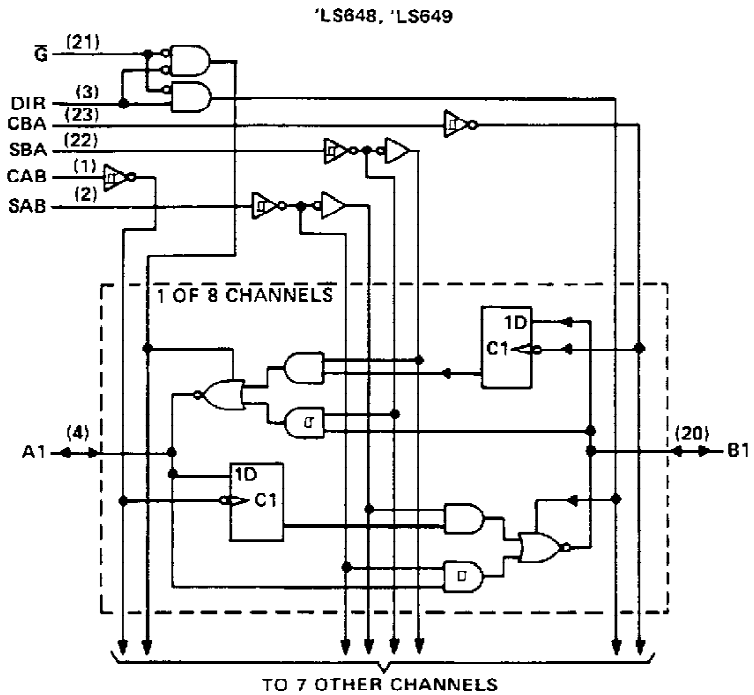 'LS648, 'LS649
G̅ (21)
DIR (3)
CBA (23)
SBA (22)
CAB (1)
SAB (2)
1 OF 8 CHANNELS
1D
C1
A1 (4)
(20) B1
1D
C1
TO 7 OTHER CHANNELS